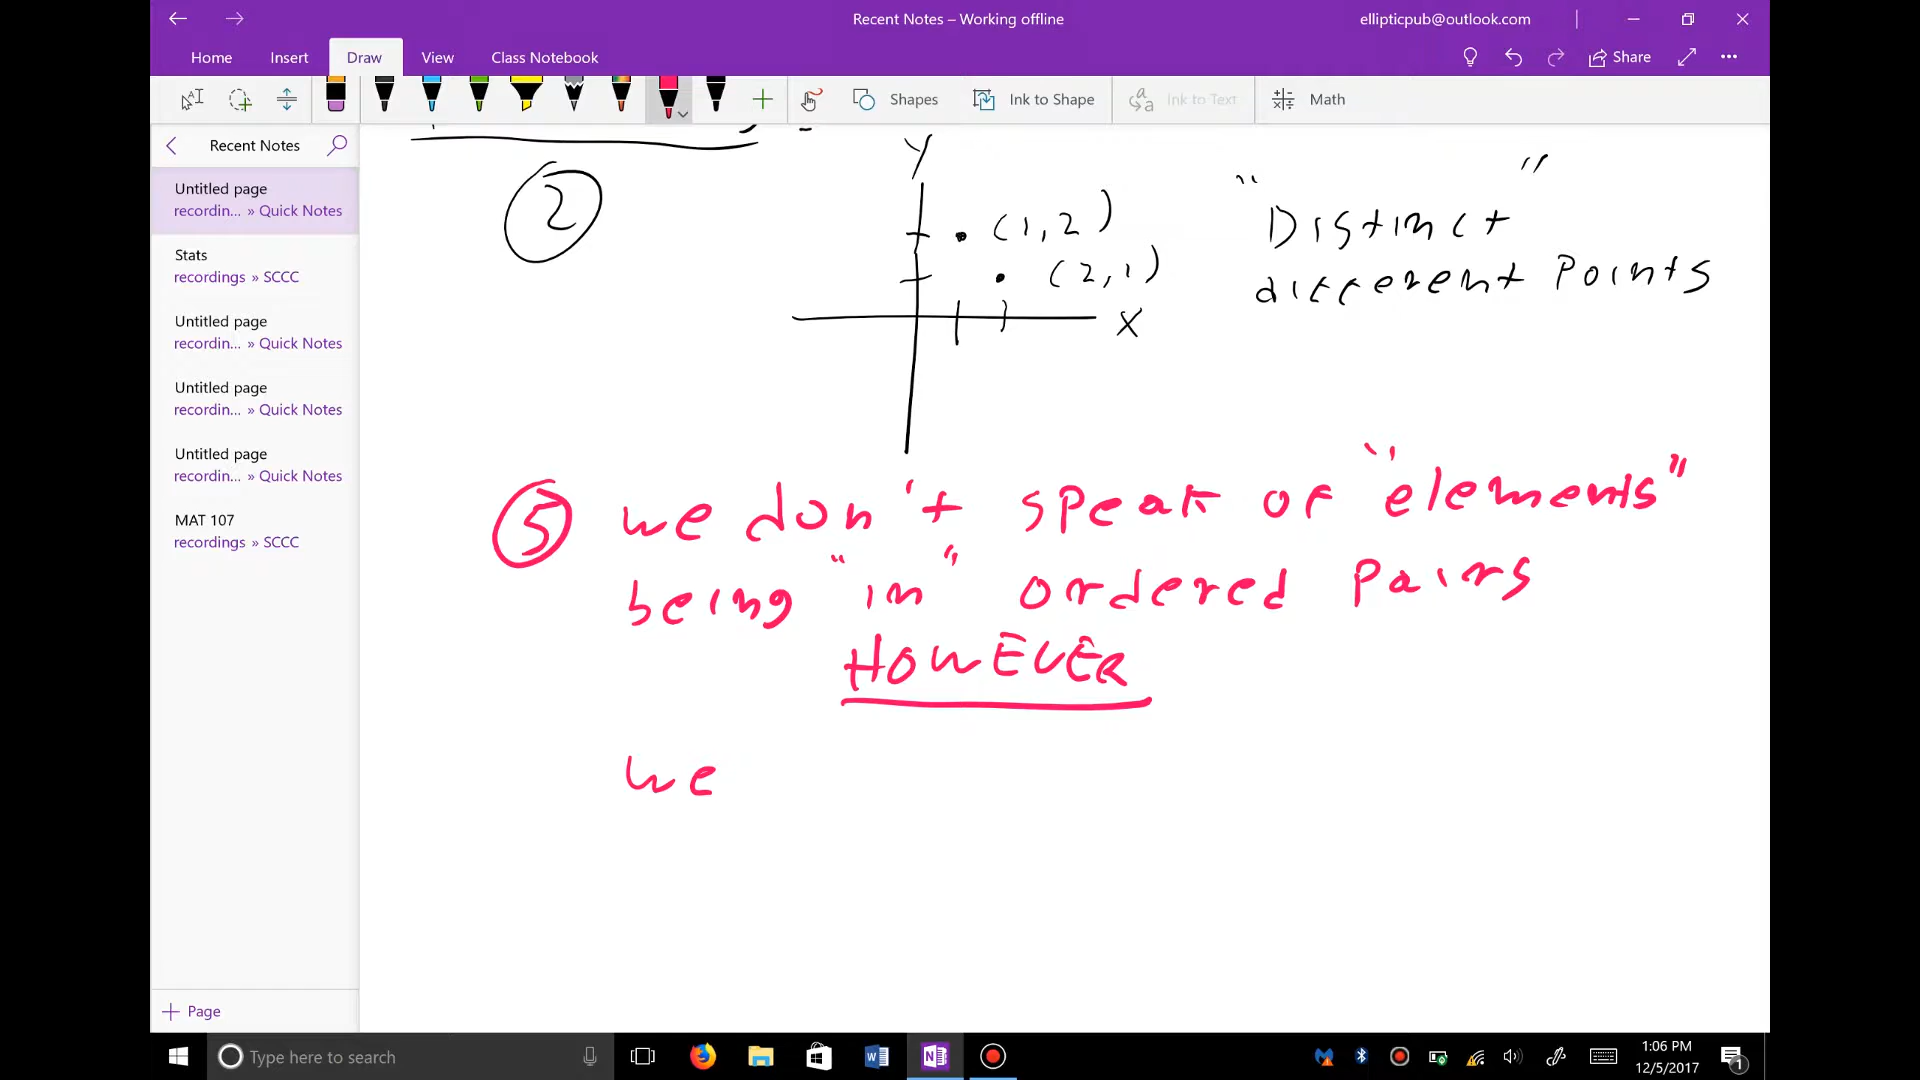 Recent Notes – Working offline
ellipticpub@outlook.com
Home Insert Draw View Class Notebook
Share
Shapes Ink to Shape Ink to Text Math
Recent Notes
Untitled page
recordin... » Quick Notes
Stats
recordings » SCCC
Untitled page
recordin... » Quick Notes
Untitled page
recordin... » Quick Notes
Untitled page
recordin... » Quick Notes
MAT 107
recordings » SCCC
Page
2
Y
(1,2)
(2,1)
X
"Distinct"
different Points
5 we don't speak of "elements"
being "in" ordered Pairs
HOWEVER
we
Type here to search
1:06 PM
12/5/2017
1